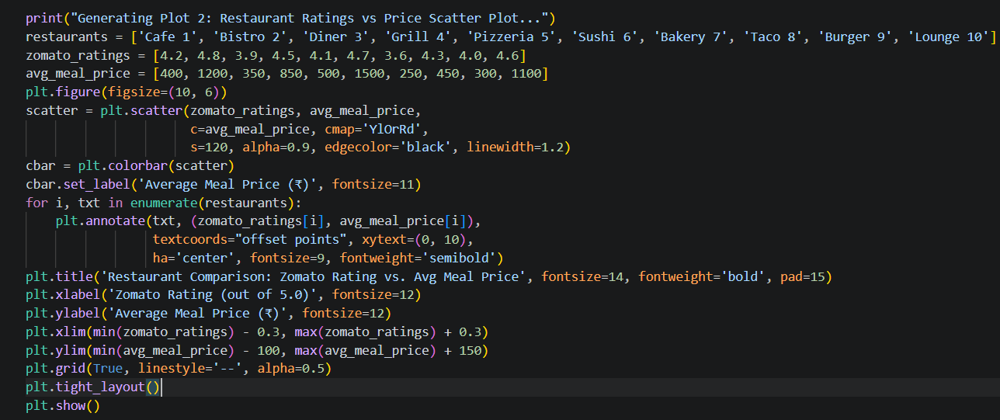 print("Generating Plot 2: Restaurant Ratings vs Price Scatter Plot...")
restaurants = ['Cafe 1', 'Bistro 2', 'Diner 3', 'Grill 4', 'Pizzeria 5', 'Sushi 6', 'Bakery 7', 'Taco 8', 'Burger 9', 'Lounge 10']
zomato_ratings = [4.2, 4.8, 3.9, 4.5, 4.1, 4.7, 3.6, 4.3, 4.0, 4.6]
avg_meal_price = [400, 1200, 350, 850, 500, 1500, 250, 450, 300, 1100]
plt.figure(figsize=(10, 6))
scatter = plt.scatter(zomato_ratings, avg_meal_price,
                      c=avg_meal_price, cmap='YlOrRd',
                      s=120, alpha=0.9, edgecolor='black', linewidth=1.2)
cbar = plt.colorbar(scatter)
cbar.set_label('Average Meal Price (₹)', fontsize=11)
for i, txt in enumerate(restaurants):
    plt.annotate(txt, (zomato_ratings[i], avg_meal_price[i]),
                 textcoords="offset points", xytext=(0, 10),
                 ha='center', fontsize=9, fontweight='semibold')
plt.title('Restaurant Comparison: Zomato Rating vs. Avg Meal Price', fontsize=14, fontweight='bold', pad=15)
plt.xlabel('Zomato Rating (out of 5.0)', fontsize=12)
plt.ylabel('Average Meal Price (₹)', fontsize=12)
plt.xlim(min(zomato_ratings) - 0.3, max(zomato_ratings) + 0.3)
plt.ylim(min(avg_meal_price) - 100, max(avg_meal_price) + 150)
plt.grid(True, linestyle='--', alpha=0.5)
plt.tight_layout()
plt.show()